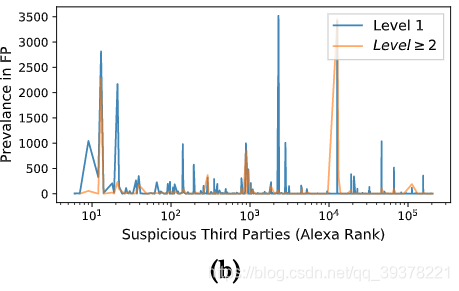 3500
3000
2500
2000
1500
1000
500
0
Prevalance in FP
Level 1
Level ≥ 2
10¹ 10² 10³ 10⁴ 10⁵
Suspicious Third Parties (Alexa Rank)
(b)
https://blog.csdn.net/qq_39378221